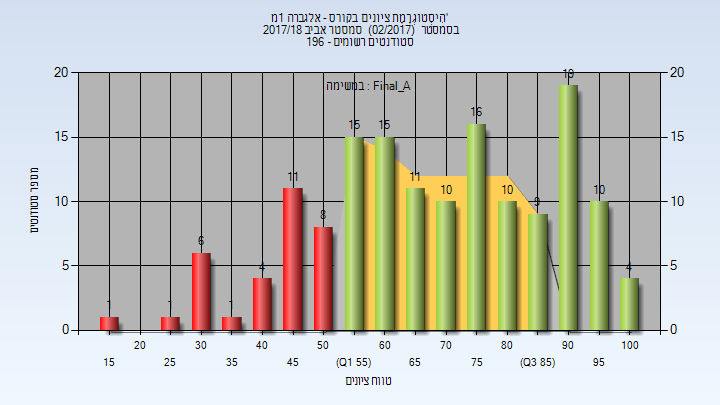 היסטוגרמת ציונים בקורס - אלגברה 1מ'
בסמסטר (02/2017) סמסטר אביב 2017/18
סטודנטים רשומים - 196
במשימה : Final_A
מספר סטודנטים
20 15 10 5 0
20 15 10 5 0
1 1 6 1 4 11 8 15 15 11 10 16 10 9 19 10 4
20 30 40 50 60 70 80 90 100
15 25 35 45 (Q1 55) 65 75 (Q3 85) 95
טווח ציונים